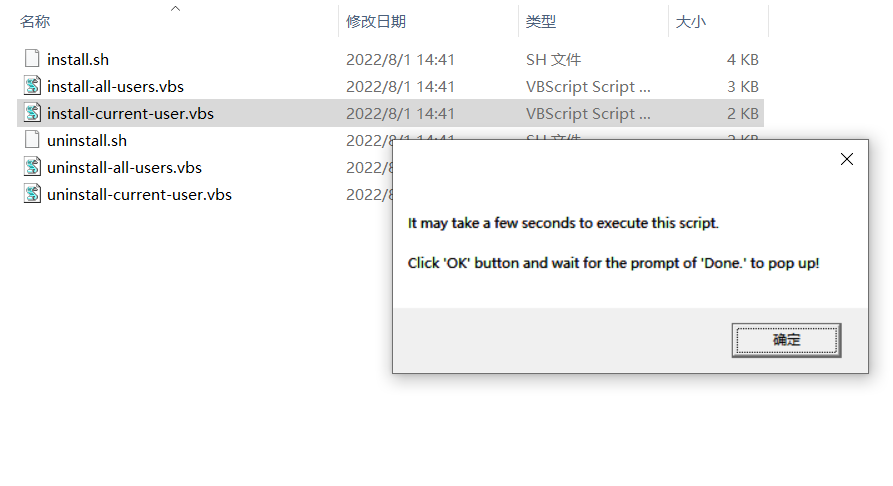 名称 修改日期 类型 大小
install.sh 2022/8/1 14:41 SH 文件 4 KB
install-all-users.vbs 2022/8/1 14:41 VBScript Script ... 3 KB
install-current-user.vbs 2022/8/1 14:41 VBScript Script ... 2 KB
uninstall.sh 2022/8/1 14:41 SH 文件 2 KB
uninstall-all-users.vbs 2022/8
uninstall-current-user.vbs 2022/8
It may take a few seconds to execute this script.
Click 'OK' button and wait for the prompt of 'Done.' to pop up!
确定